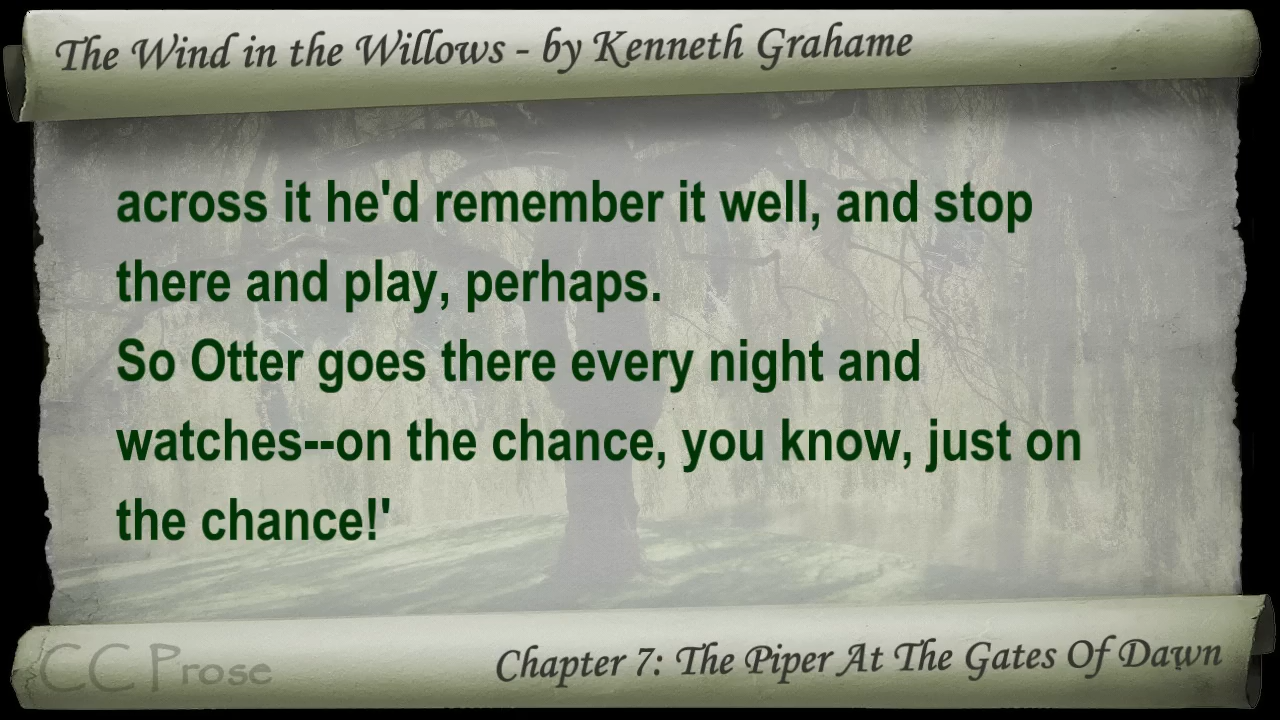 The Wind in the Willows - by Kenneth Grahame
across it he'd remember it well, and stop
there and play, perhaps.
So Otter goes there every night and
watches--on the chance, you know, just on
the chance!'
CC Prose
Chapter 7: The Piper At The Gates Of Dawn